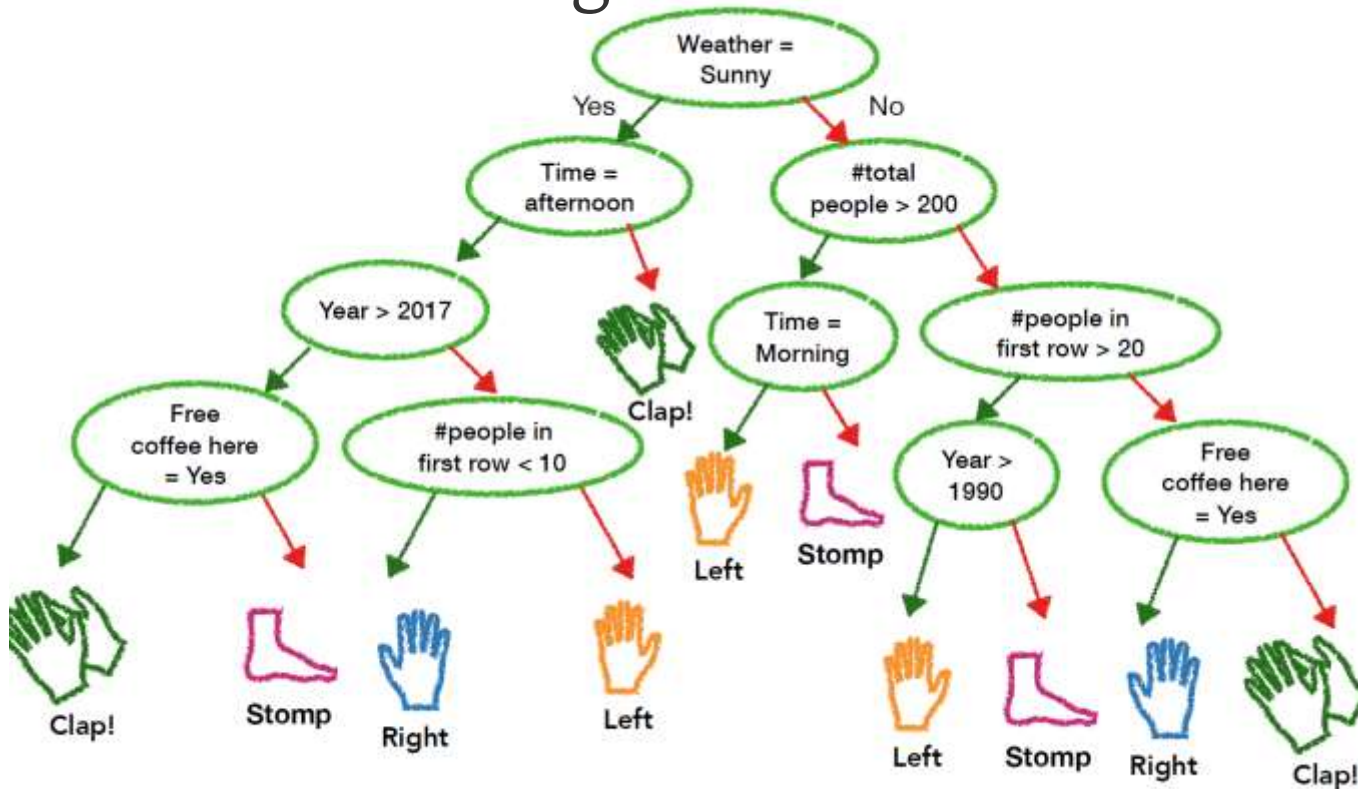 Weather =
Sunny
Yes
No
Time =
afternoon
#total
people > 200
Year > 2017
Clap!
Time =
Morning
#people in
first row > 20
Free
coffee here
= Yes
#people in
first row < 10
Left
Stomp
Year >
1990
Free
coffee here
= Yes
Clap!
Stomp
Right
Left
Left
Stomp
Right
Clap!